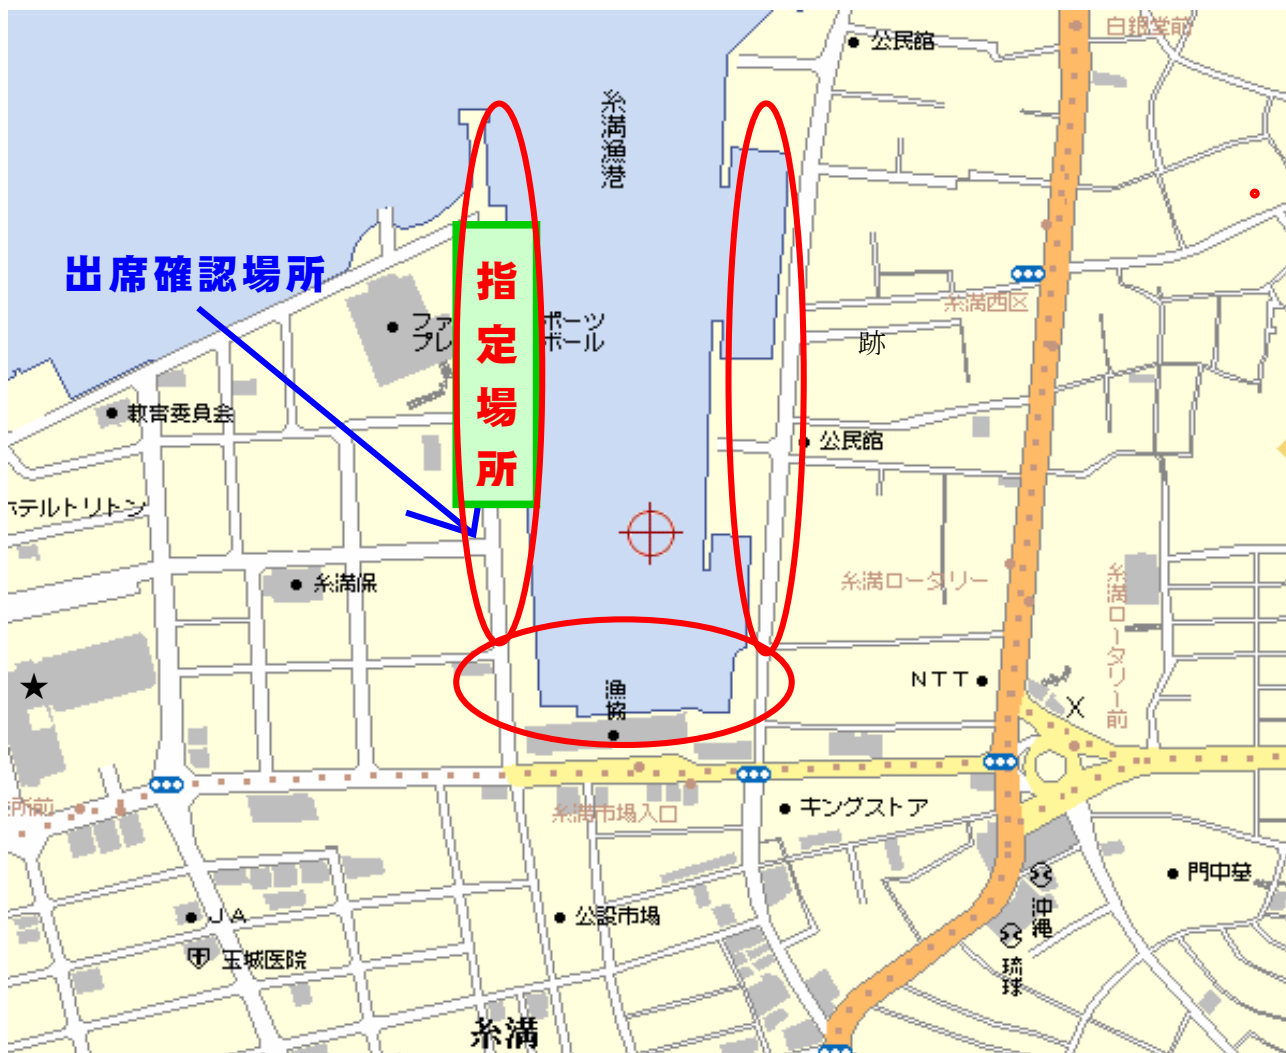 白銀堂前
公民館
糸満漁港
出席確認場所
指定場所
糸満西区
ファ
ポーツ
プレ
ボール
跡
教育委員会
公民館
ホテルトリトン
糸満保
糸満ロータリー
糸満ロータリー前
NTT
漁協
所前
糸満市場入口
キングストア
門中墓
JA
公設市場
沖縄
玉城医院
琉球
糸満